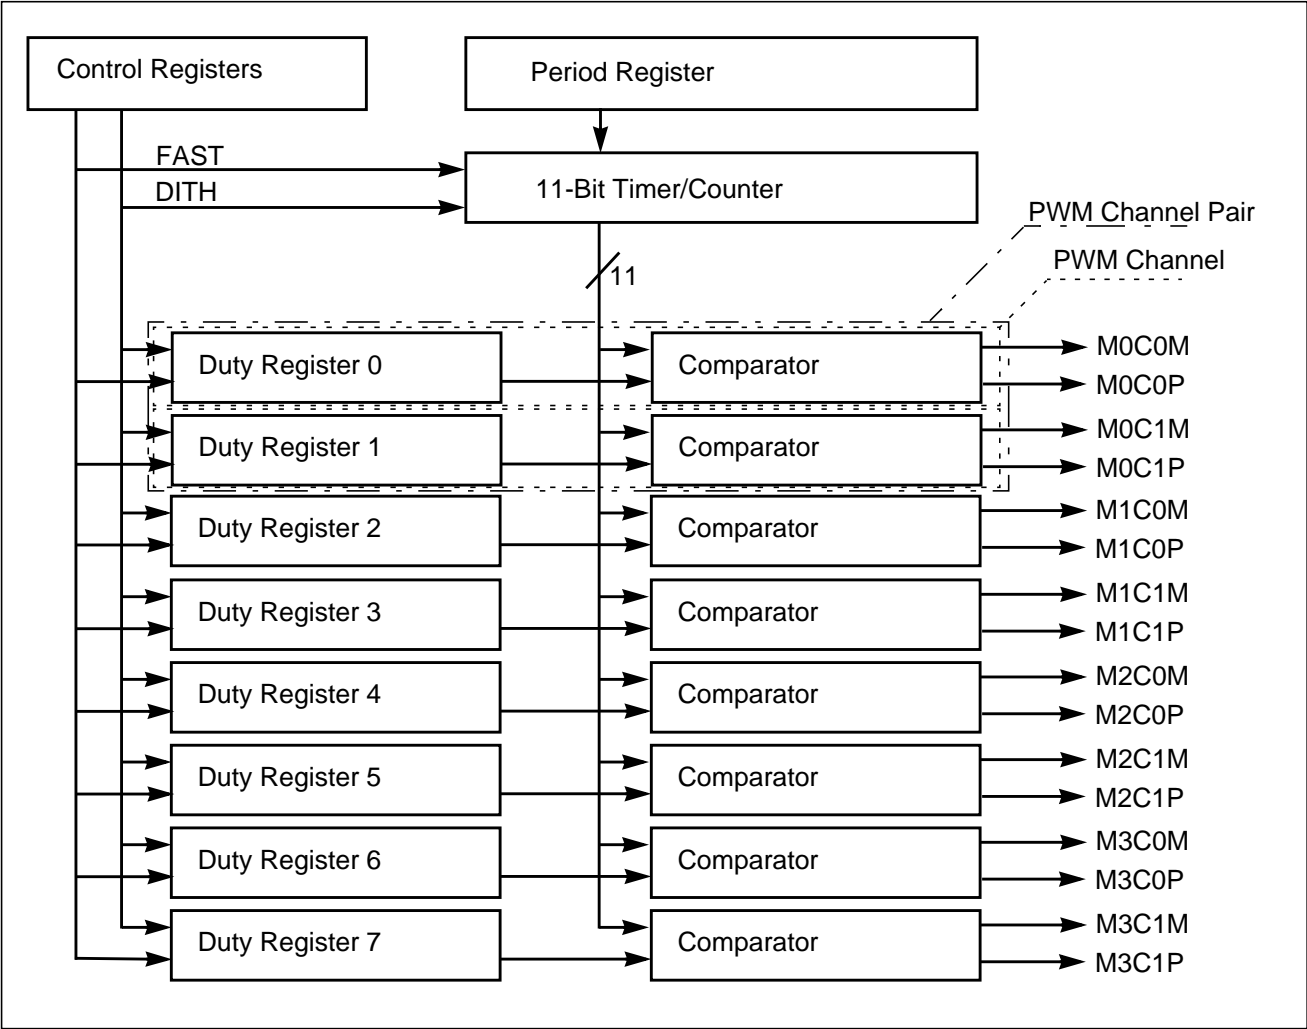 Control Registers
Period Register
FAST
DITH
11-Bit Timer/Counter
PWM Channel Pair
PWM Channel
11
Duty Register 0
Comparator
M0C0M
M0C0P
Duty Register 1
Comparator
M0C1M
M0C1P
Duty Register 2
Comparator
M1C0M
M1C0P
Duty Register 3
Comparator
M1C1M
M1C1P
Duty Register 4
Comparator
M2C0M
M2C0P
Duty Register 5
Comparator
M2C1M
M2C1P
Duty Register 6
Comparator
M3C0M
M3C0P
Duty Register 7
Comparator
M3C1M
M3C1P